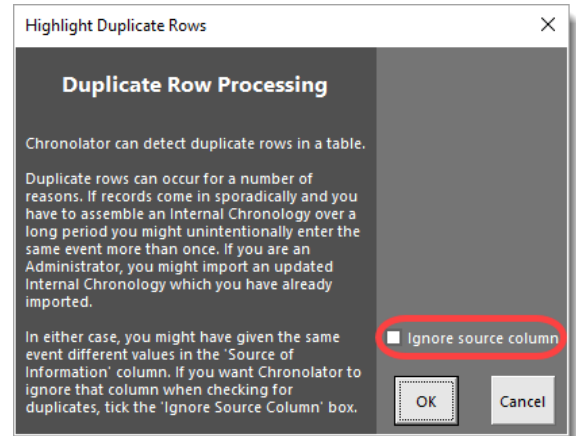 Highlight Duplicate Rows
Duplicate Row Processing
Chronolator can detect duplicate rows in a table.
Duplicate rows can occur for a number of
reasons. If records come in sporadically and you
have to assemble an Internal Chronology over a
long period you might unintentionally enter the
same event more than once. If you are an
Administrator, you might import an updated
Internal Chronology which you have already
imported.
In either case, you might have given the same
event different values in the 'Source of
Information' column. If you want Chronolator to
ignore that column when checking for
duplicates, tick the 'Ignore Source Column' box.
Ignore source column
OK
Cancel